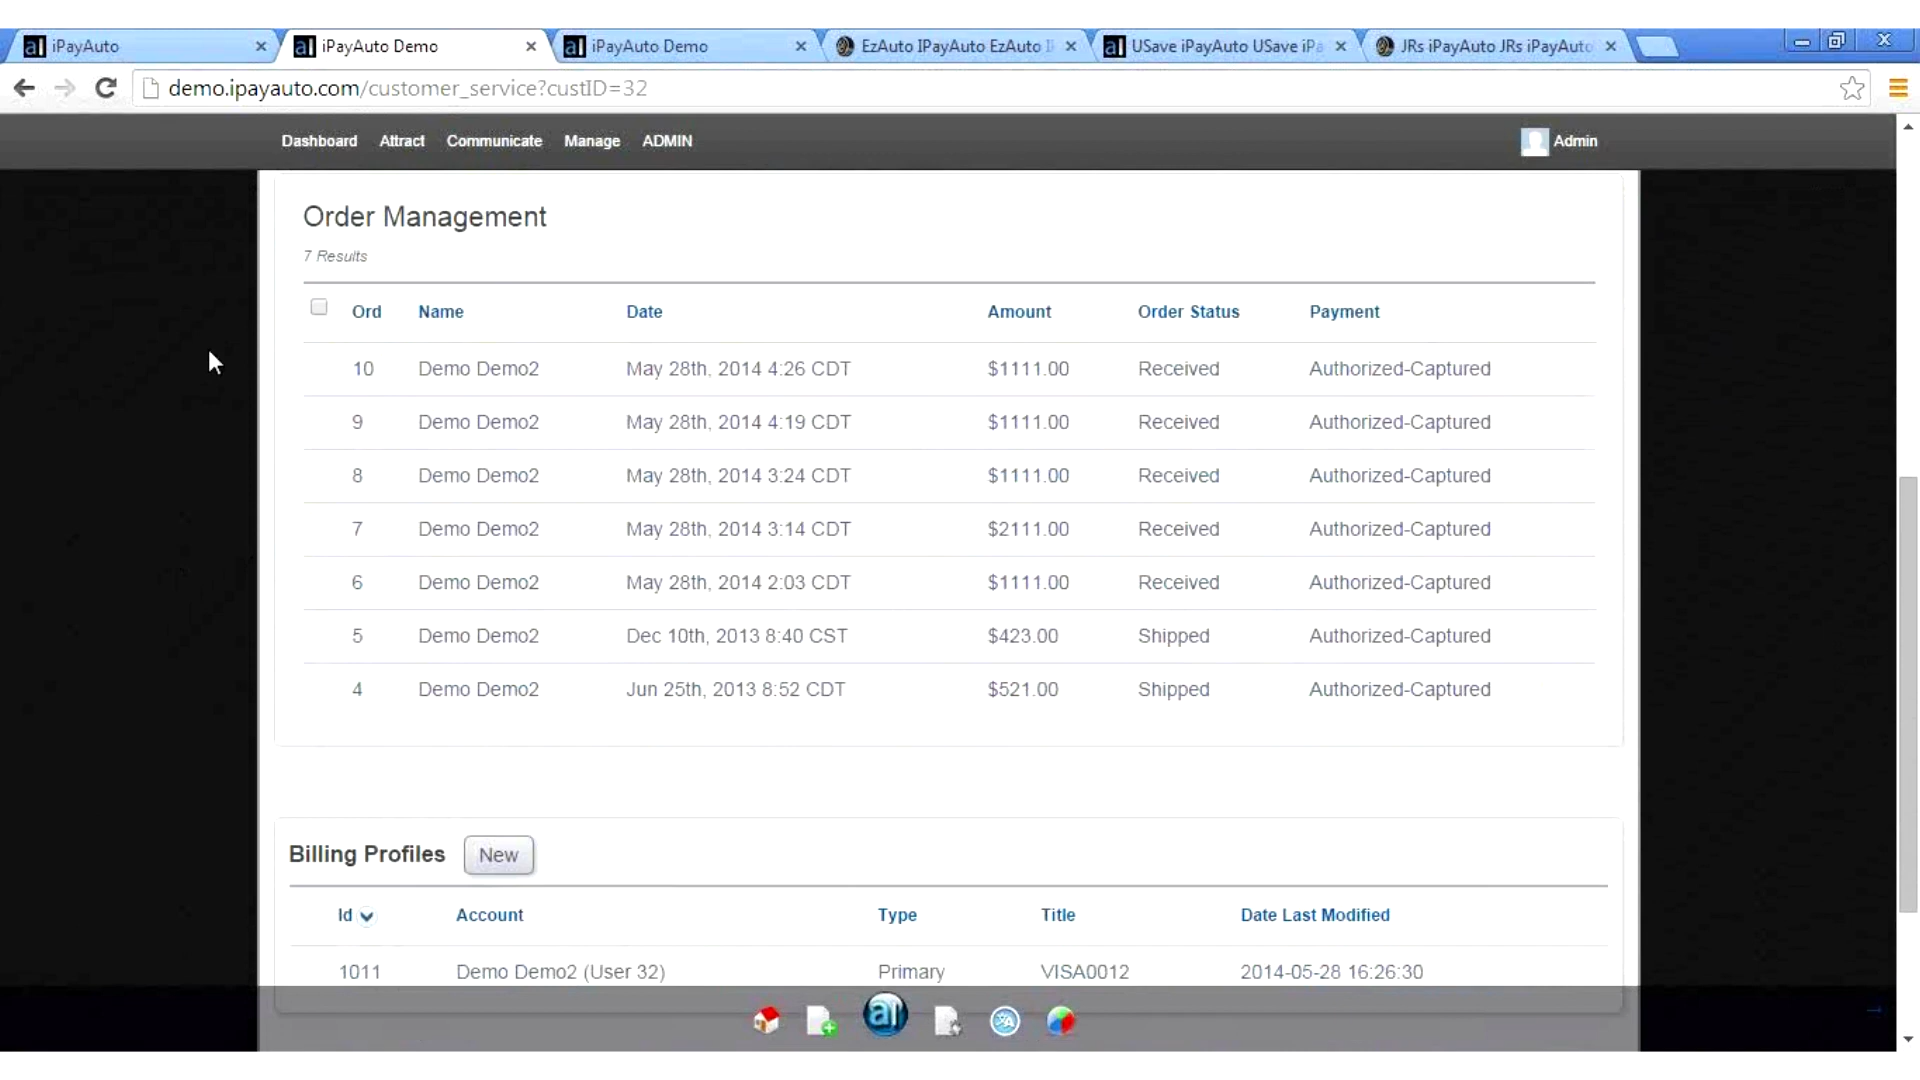 iPayAuto
iPayAuto Demo
iPayAuto Demo
EzAuto IPayAuto EzAuto
USave iPayAuto USave iPa
JRs iPayAuto JRs iPayAuto
demo.ipayauto.com/customer_service?custID=32
Dashboard Attract Communicate Manage ADMIN Admin
Order Management
7 Results
Ord Name Date Amount Order Status Payment
10 Demo Demo2 May 28th, 2014 4:26 CDT $1111.00 Received Authorized-Captured
9 Demo Demo2 May 28th, 2014 4:19 CDT $1111.00 Received Authorized-Captured
8 Demo Demo2 May 28th, 2014 3:24 CDT $1111.00 Received Authorized-Captured
7 Demo Demo2 May 28th, 2014 3:14 CDT $2111.00 Received Authorized-Captured
6 Demo Demo2 May 28th, 2014 2:03 CDT $1111.00 Received Authorized-Captured
5 Demo Demo2 Dec 10th, 2013 8:40 CST $423.00 Shipped Authorized-Captured
4 Demo Demo2 Jun 25th, 2013 8:52 CDT $521.00 Shipped Authorized-Captured
Billing Profiles New
Id Account Type Title Date Last Modified
1011 Demo Demo2 (User 32) Primary VISA0012 2014-05-28 16:26:30